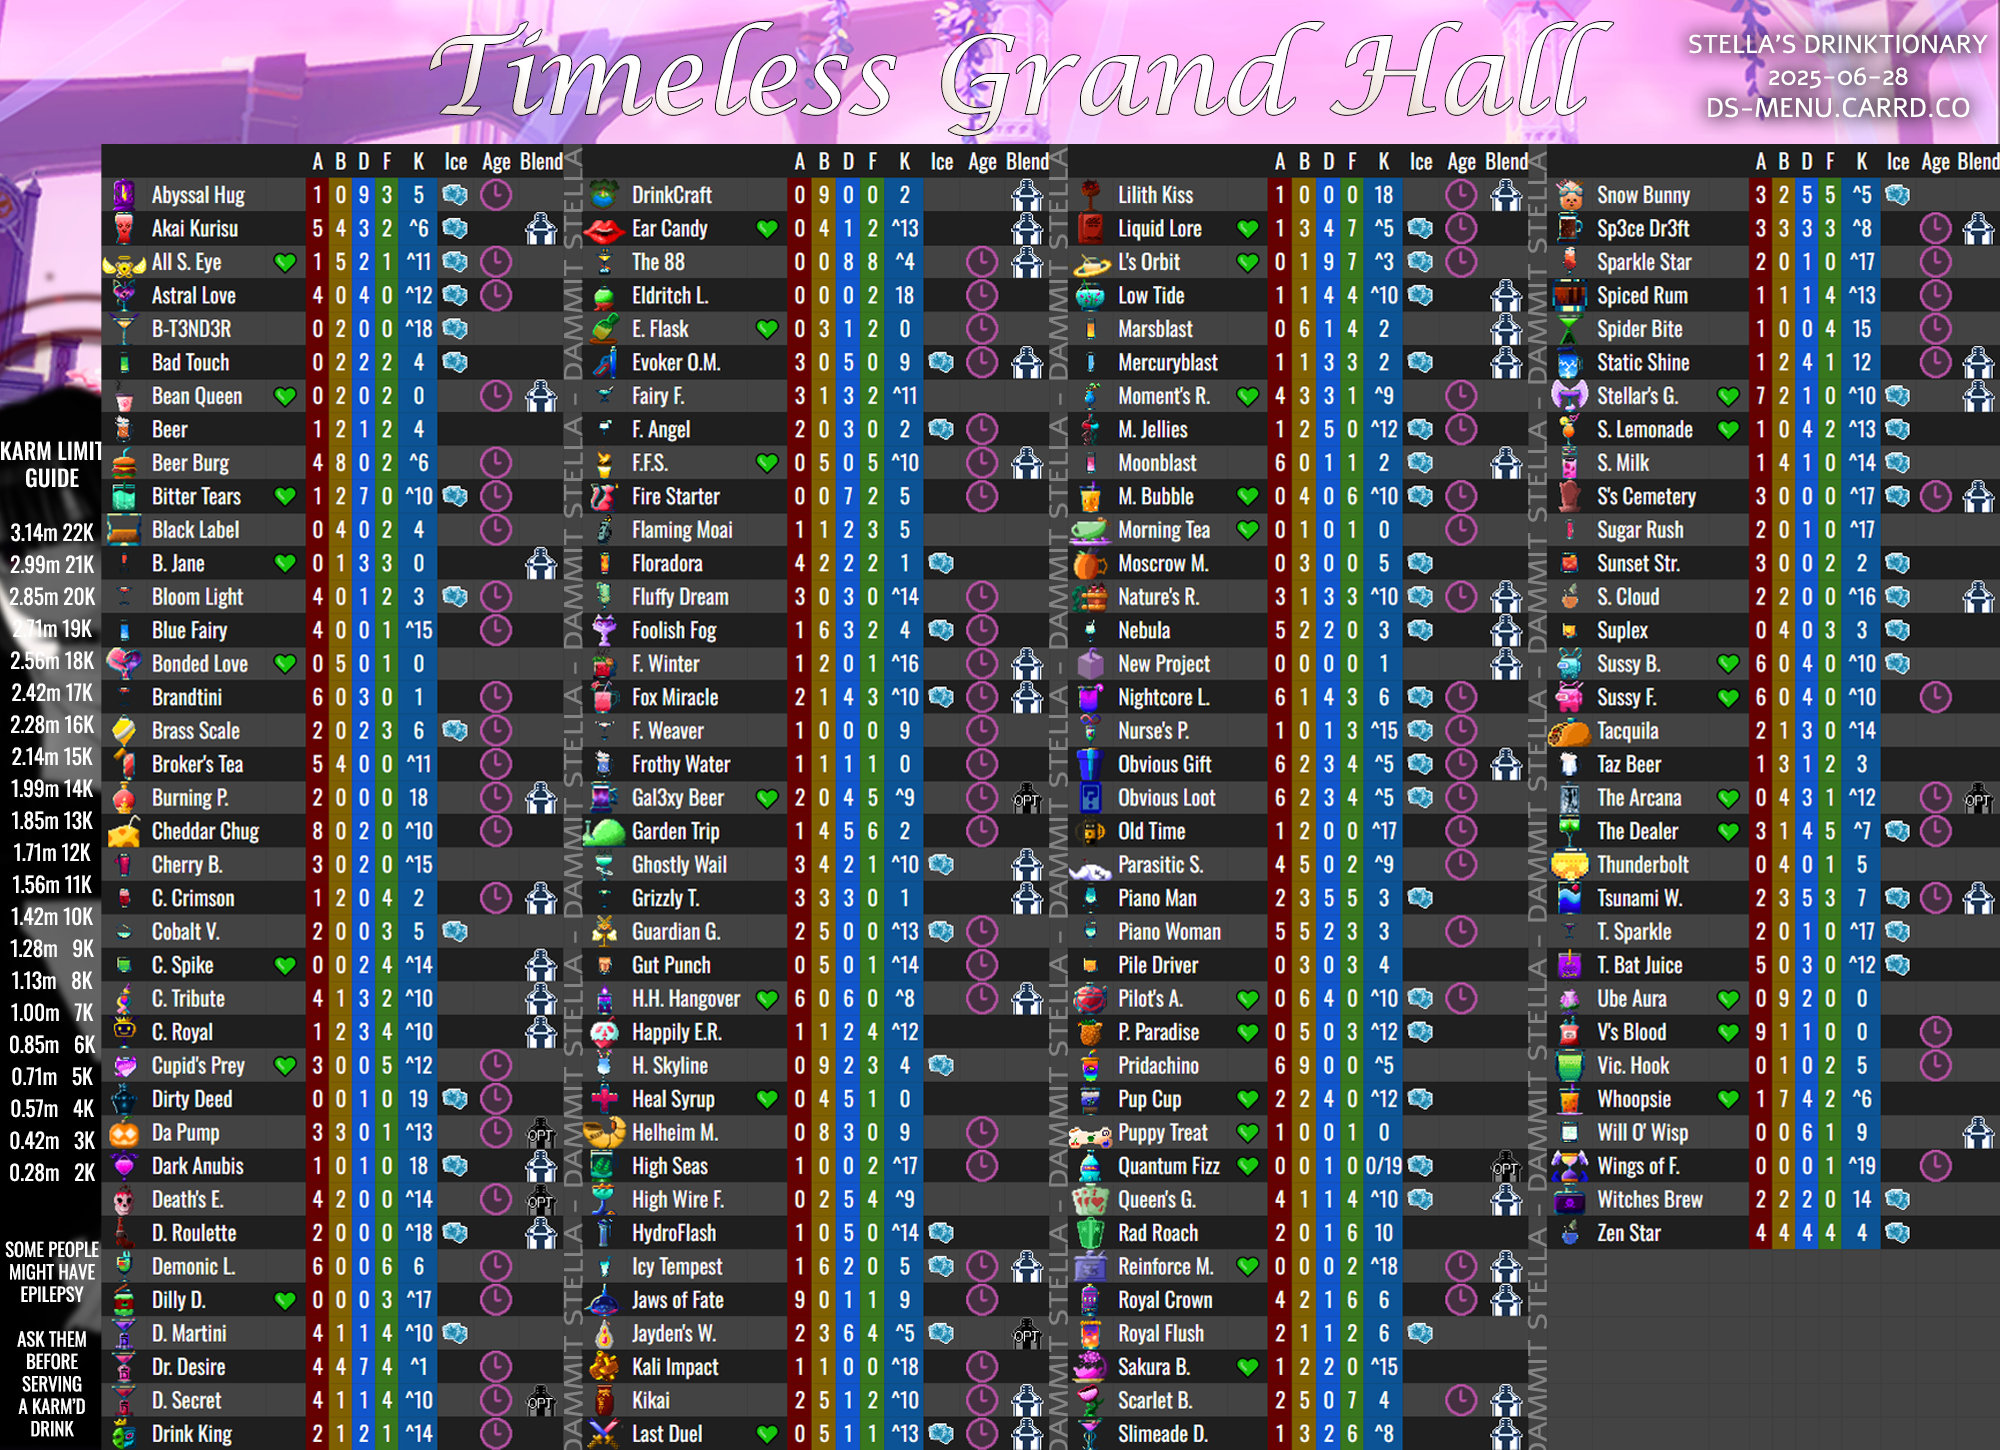 Timeless Grand Hall
STELLA'S DRINKTIONARY
2025-06-28
DS-MENU.CARRD.CO
KARM LIMIT
GUIDE
3.14m 22K
2.99m 21K
2.85m 20K
2.71m 19K
2.56m 18K
2.42m 17K
2.28m 16K
2.14m 15K
1.99m 14K
1.85m 13K
1.71m 12K
1.56m 11K
1.42m 10K
1.28m 9K
1.13m 8K
1.00m 7K
0.85m 6K
0.71m 5K
0.57m 4K
0.42m 3K
0.28m 2K
SOME PEOPLE
MIGHT HAVE
EPILEPSY
ASK THEM
BEFORE
SERVING
A KARM'D
DRINK
A B D F K Ice Age Blend
Abyssal Hug 1 0 9 3 5
Akai Kurisu 5 4 3 2 ^6
All S. Eye 1 5 2 1 ^11
Astral Love 4 0 4 0 ^12
B-T3ND3R 0 2 0 0 ^18
Bad Touch 0 2 2 2 4
Bean Queen 0 2 0 2 0
Beer 1 2 1 2 4
Beer Burg 4 8 0 2 ^6
Bitter Tears 1 2 7 0 ^10
Black Label 0 4 0 2 4
B. Jane 0 1 3 3 0
Bloom Light 4 0 1 2 3
Blue Fairy 4 0 0 1 ^15
Bonded Love 0 5 0 1 0
Brandtini 6 0 3 0 1
Brass Scale 2 0 2 3 6
Broker's Tea 5 4 0 0 ^11
Burning P. 2 0 0 0 18
Cheddar Chug 8 0 2 0 ^10
Cherry B. 3 0 2 0 ^15
C. Crimson 1 2 0 4 2
Cobalt V. 2 0 0 3 5
C. Spike 0 0 2 4 ^14
C. Tribute 4 1 3 2 ^10
C. Royal 1 2 3 4 ^10
Cupid's Prey 3 0 0 5 ^12
Dirty Deed 0 0 1 0 19
Da Pump 3 3 0 1 ^13 OPT
Dark Anubis 1 0 1 0 18
Death's E. 4 2 0 0 ^14 OPT
D. Roulette 2 0 0 0 ^18
Demonic L. 6 0 0 6 6
Dilly D. 0 0 0 3 ^17
D. Martini 4 1 1 4 ^10
Dr. Desire 4 4 7 4 ^1
D. Secret 4 1 1 4 ^10 OPT
Drink King 2 1 2 1 ^14
DAMMIT STELLA - DAMMIT STELLA - DAMMIT STELLA - DAMMIT STELLA
A B D F K Ice Age Blend
DrinkCraft 0 9 0 0 2
Ear Candy 0 4 1 2 ^13
The 88 0 0 8 8 ^4
Eldritch L. 0 0 0 2 18
E. Flask 0 3 1 2 0
Evoker O.M. 3 0 5 0 9
Fairy F. 3 1 3 2 ^11
F. Angel 2 0 3 0 2
F.F.S. 0 5 0 5 ^10
Fire Starter 0 0 7 2 5
Flaming Moai 1 1 2 3 5
Floradora 4 2 2 2 1
Fluffy Dream 3 0 3 0 ^14
Foolish Fog 1 6 3 2 4
F. Winter 1 2 0 1 ^16
Fox Miracle 2 1 4 3 ^10
F. Weaver 1 0 0 0 9
Frothy Water 1 1 1 1 0
Gal3xy Beer 2 0 4 5 ^9 OPT
Garden Trip 1 4 5 6 2
Ghostly Wail 3 4 2 1 ^10
Grizzly T. 3 3 3 0 1
Guardian G. 2 5 0 0 ^13
Gut Punch 0 5 0 1 ^14
H.H. Hangover 6 0 6 0 ^8
Happily E.R. 1 1 2 4 ^12
H. Skyline 0 9 2 3 4
Heal Syrup 0 4 5 1 0
Helheim M. 0 8 3 0 9
High Seas 1 0 0 2 ^17
High Wire F. 0 2 5 4 ^9
HydroFlash 1 0 5 0 ^14
Icy Tempest 1 6 2 0 5
Jaws of Fate 9 0 1 1 9
Jayden's W. 2 3 6 4 ^5 OPT
Kali Impact 1 1 0 0 ^18
Kikai 2 5 1 2 ^10
Last Duel 0 5 1 1 ^13
DAMMIT STELLA - DAMMIT STELLA - DAMMIT STELLA - DAMMIT STELLA
A B D F K Ice Age Blend
Lilith Kiss 1 0 0 0 18
Liquid Lore 1 3 4 7 ^5
L's Orbit 0 1 9 7 ^3
Low Tide 1 1 4 4 ^10
Marsblast 0 6 1 4 2
Mercuryblast 1 1 3 3 2
Moment's R. 4 3 3 1 ^9
M. Jellies 1 2 5 0 ^12
Moonblast 6 0 1 1 2
M. Bubble 0 4 0 6 ^10
Morning Tea 0 1 0 1 0
Moscrow M. 0 3 0 0 5
Nature's R. 3 1 3 3 ^10
Nebula 5 2 2 0 3
New Project 0 0 0 0 1
Nightcore L. 6 1 4 3 6
Nurse's P. 1 0 1 3 ^15
Obvious Gift 6 2 3 4 ^5
Obvious Loot 6 2 3 4 ^5
Old Time 1 2 0 0 ^17
Parasitic S. 4 5 0 2 ^9
Piano Man 2 3 5 5 3
Piano Woman 5 5 2 3 3
Pile Driver 0 3 0 3 4
Pilot's A. 0 6 4 0 ^10
P. Paradise 0 5 0 3 ^12
Pridachino 6 9 0 0 ^5
Pup Cup 2 2 4 0 ^12
Puppy Treat 1 0 0 1 0
Quantum Fizz 0 0 1 0 0/19 OPT
Queen's G. 4 1 1 4 ^10
Rad Roach 2 0 1 6 10
Reinforce M. 0 0 0 2 ^18
Royal Crown 4 2 1 6 6
Royal Flush 2 1 1 2 6
Sakura B. 1 2 2 0 ^15
Scarlet B. 2 5 0 7 4
Slimeade D. 1 3 2 6 ^8
DAMMIT STELLA - DAMMIT STELLA - DAMMIT STELLA - DAMMIT STELLA
A B D F K Ice Age Blend
Snow Bunny 3 2 5 5 ^5
Sp3ce Dr3ft 3 3 3 3 ^8
Sparkle Star 2 0 1 0 ^17
Spiced Rum 1 1 1 4 ^13
Spider Bite 1 0 0 4 15
Static Shine 1 2 4 1 12
Stellar's G. 7 2 1 0 ^10
S. Lemonade 1 0 4 2 ^13
S. Milk 1 4 1 0 ^14
S's Cemetery 3 0 0 0 ^17
Sugar Rush 2 0 1 0 ^17
Sunset Str. 3 0 0 2 2
S. Cloud 2 2 0 0 ^16
Suplex 0 4 0 3 3
Sussy B. 6 0 4 0 ^10
Sussy F. 6 0 4 0 ^10
Tacquila 2 1 3 0 ^14
Taz Beer 1 3 1 2 3
The Arcana 0 4 3 1 ^12 OPT
The Dealer 3 1 4 5 ^7
Thunderbolt 0 4 0 1 5
Tsunami W. 2 3 5 3 7
T. Sparkle 2 0 1 0 ^17
T. Bat Juice 5 0 3 0 ^12
Ube Aura 0 9 2 0 0
V's Blood 9 1 1 0 0
Vic. Hook 0 1 0 2 5
Whoopsie 1 7 4 2 ^6
Will O' Wisp 0 0 6 1 9
Wings of F. 0 0 0 1 ^19
Witches Brew 2 2 2 0 14
Zen Star 4 4 4 4 4